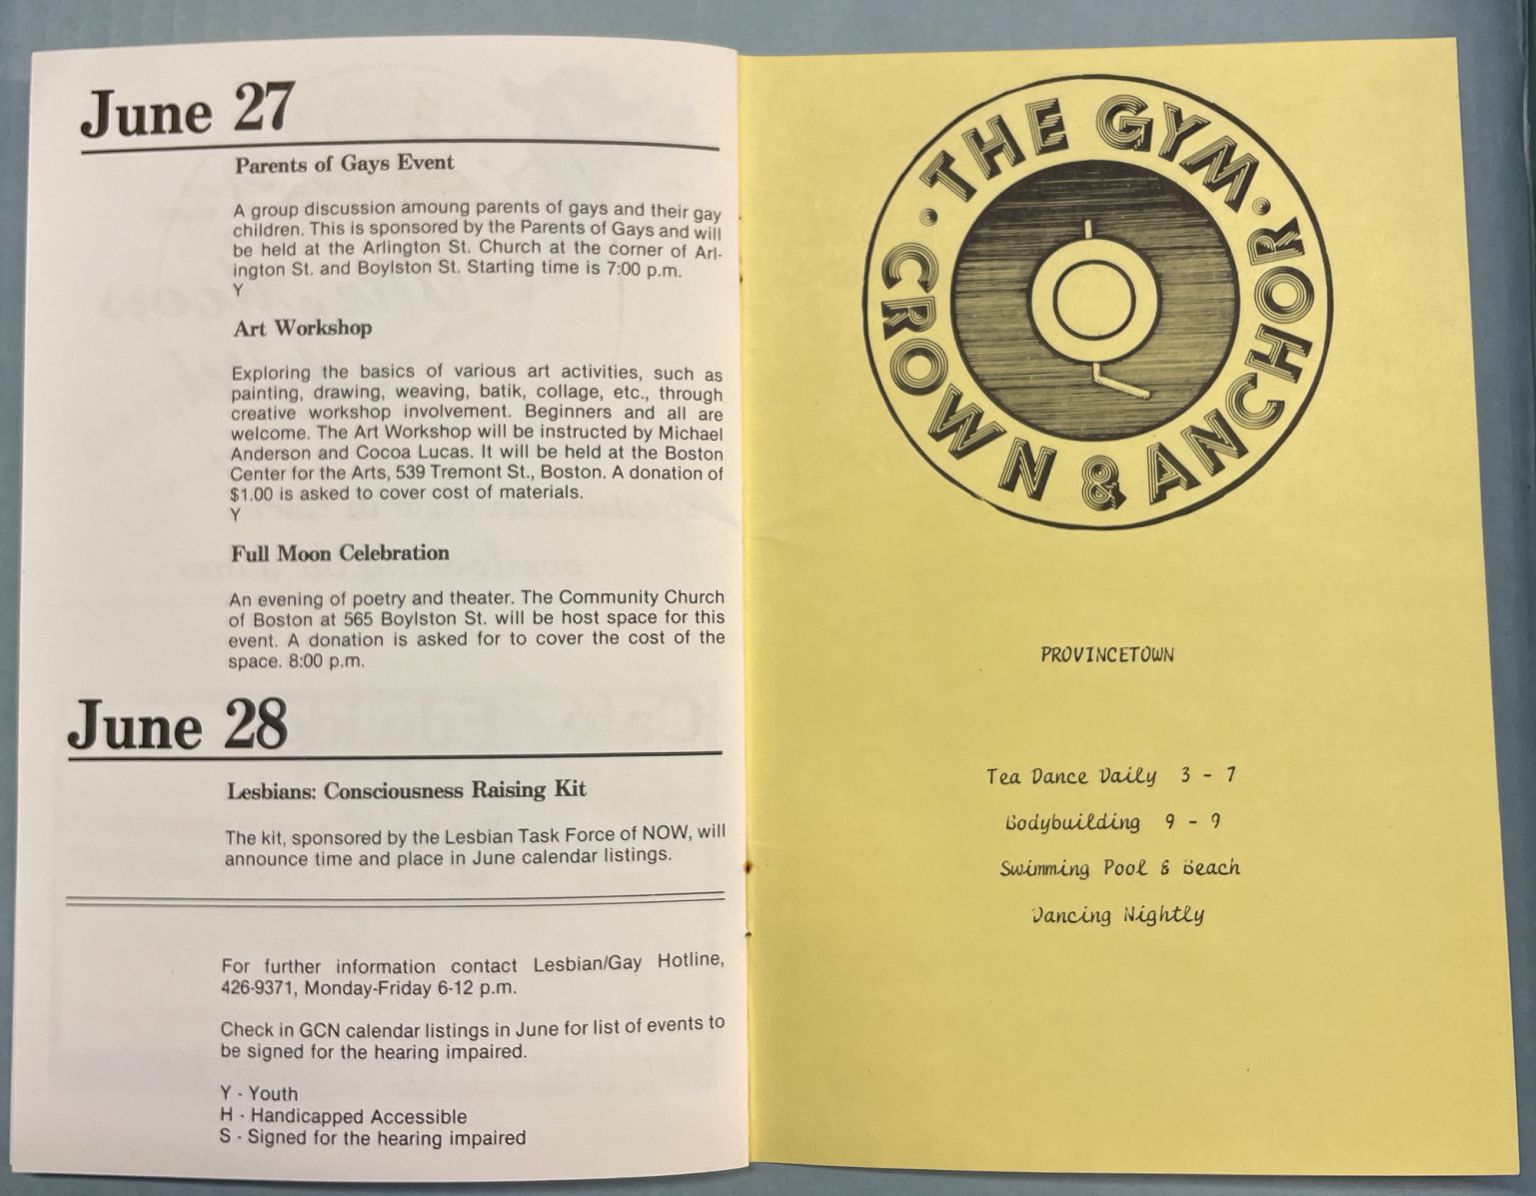 June 27
Parents of Gays Event
A group discussion amoung parents of gays and their gay
children. This is sponsored by the Parents of Gays and will
be held at the Arlington St. Church at the corner of Arl-
ington St. and Boylston St. Starting time is 7:00 p.m.
Y
Art Workshop
Exploring the basics of various art activities, such as
painting, drawing, weaving, batik, collage, etc., through
creative workshop involvement. Beginners and all are
welcome. The Art Workshop will be instructed by Michael
Anderson and Cocoa Lucas. It will be held at the Boston
Center for the Arts, 539 Tremont St., Boston. A donation of
$1.00 is asked to cover cost of materials.
Y
Full Moon Celebration
An evening of poetry and theater. The Community Church
of Boston at 565 Boylston St. will be host space for this
event. A donation is asked for to cover the cost of the
space. 8:00 p.m.
June 28
Lesbians: Consciousness Raising Kit
The kit, sponsored by the Lesbian Task Force of NOW, will
announce time and place in June calendar listings.
For further information contact Lesbian/Gay Hotline,
426-9371, Monday-Friday 6-12 p.m.
Check in GCN calendar listings in June for list of events to
be signed for the hearing impaired.
Y - Youth
H - Handicapped Accessible
S - Signed for the hearing impaired
• THE GYM •
CROWN & ANCHOR
PROVINCETOWN
Tea Dance Daily 3 - 7
Bodybuilding 9 - 9
Swimming Pool & Beach
Dancing Nightly